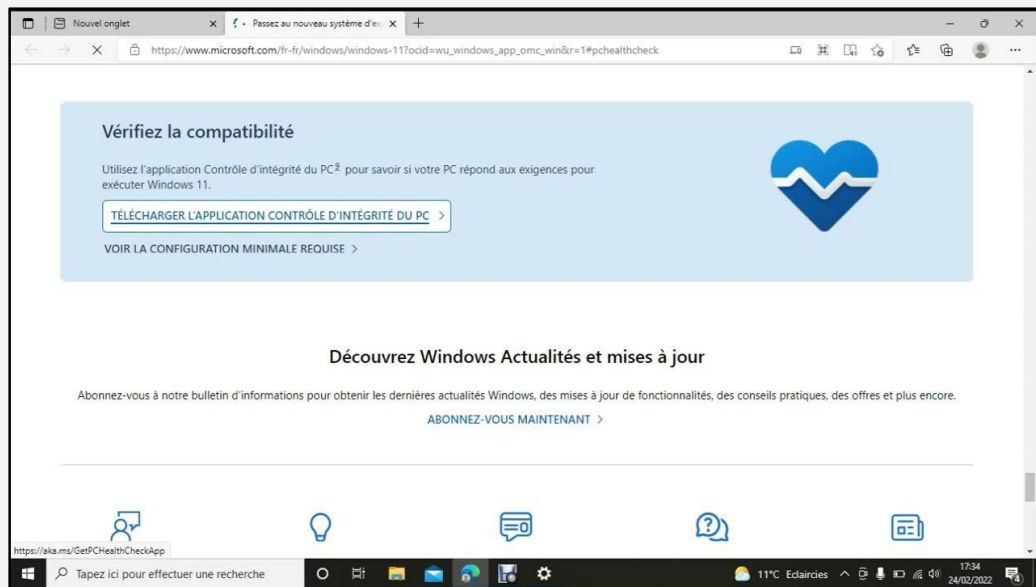 Nouvel onglet
Passez au nouveau système d'ex
https://www.microsoft.com/fr-fr/windows/windows-11?ocid=wu_windows_app_omc_win&r=1#pchealthcheck
Vérifiez la compatibilité
Utilisez l'application Contrôle d'intégrité du PC9 pour savoir si votre PC répond aux exigences pour
exécuter Windows 11.
TÉLÉCHARGER L'APPLICATION CONTRÔLE D'INTÉGRITÉ DU PC >
VOIR LA CONFIGURATION MINIMALE REQUISE >
Découvrez Windows Actualités et mises à jour
Abonnez-vous à notre bulletin d'informations pour obtenir les dernières actualités Windows, des mises à jour de fonctionnalités, des conseils pratiques, des offres et plus encore.
ABONNEZ-VOUS MAINTENANT >
https://aka.ms/GetPCHealthCheckApp
Tapez ici pour effectuer une recherche
11°C Eclaircies
17:34
24/02/2022